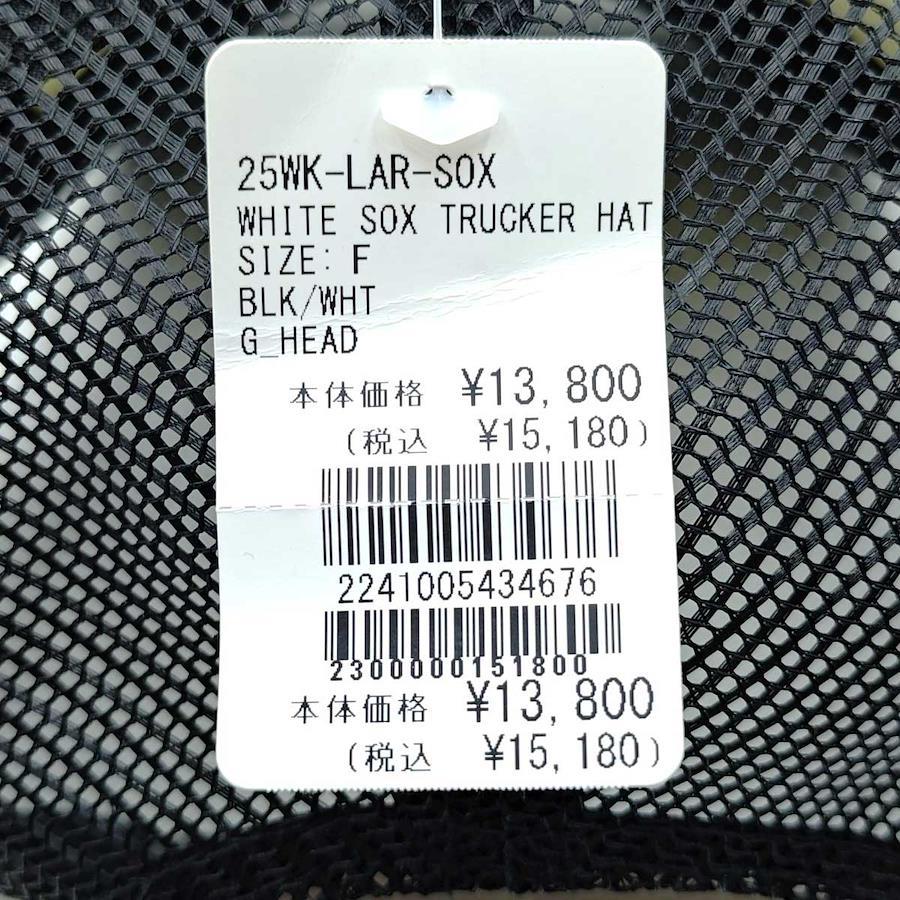 25WK-LAR-SOX
WHITE SOX TRUCKER HAT
SIZE: F
BLK/WHT
G_HEAD
本体価格 ¥13,800
(税込 ¥15,180)
2241005434676
2300000151800
本体価格 ¥13,800
(税込 ¥15,180)